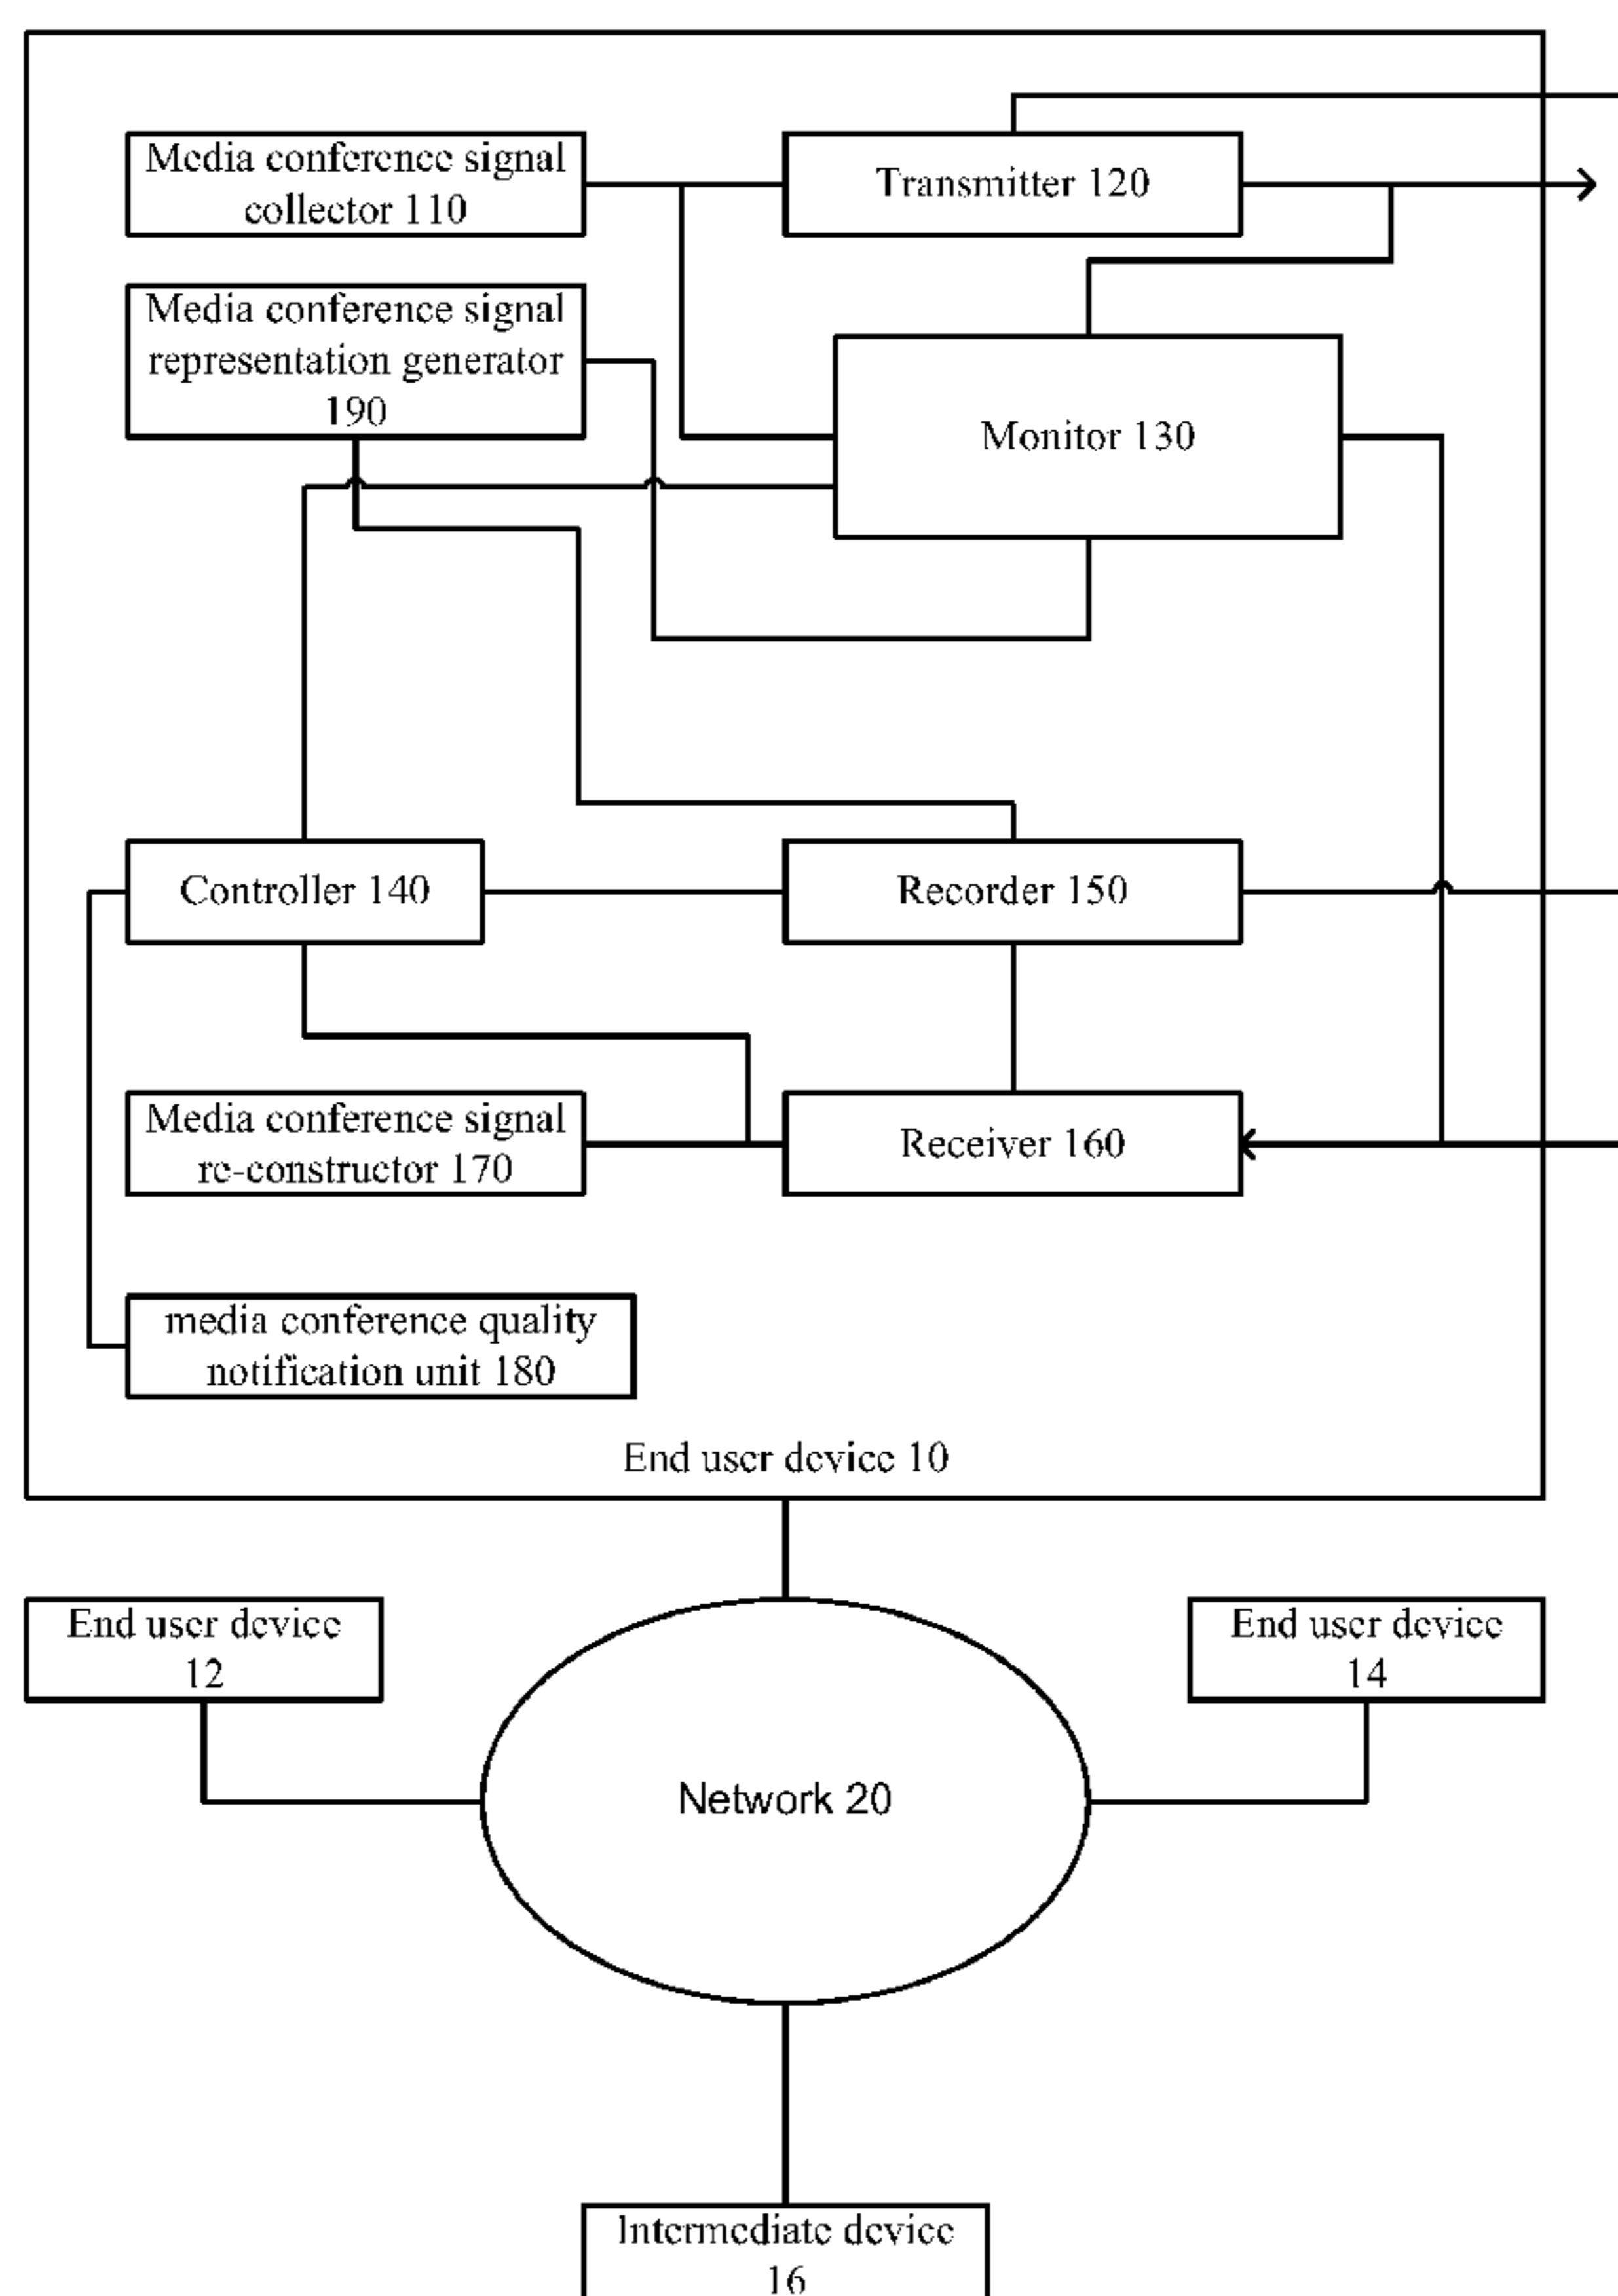 Media conference signal
collector 110
Transmitter 120
Media conference signal
representation generator
190
Monitor 130
Controller 140
Recorder 150
Media conference signal
re-constructor 170
Receiver 160
media conference quality
notification unit 180
End user device 10
End user device
12
End user device
14
Network 20
Intermediate device
16